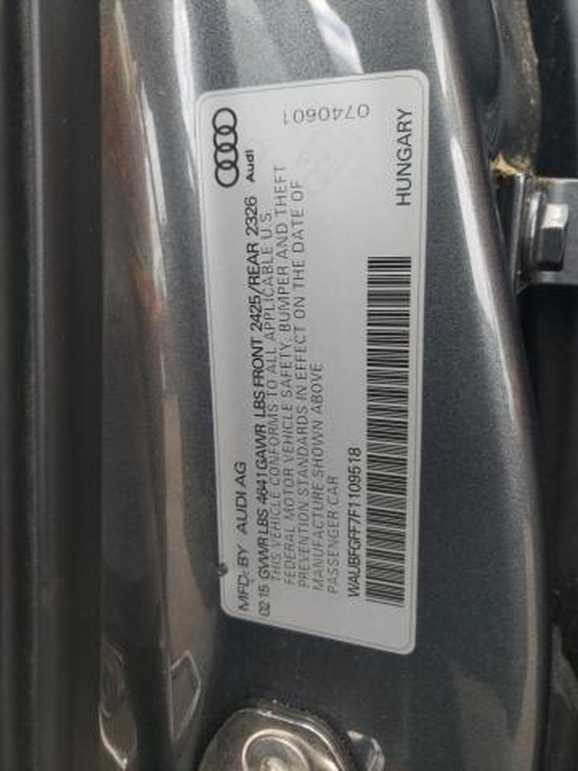 Audi
MFD. BY AUDI AG
02·15 GVWR LBS 4641 GAWR LBS FRONT 2425/REAR 2326
THIS VEHICLE CONFORMS TO ALL APPLICABLE U.S.
FEDERAL MOTOR VEHICLE SAFETY, BUMPER AND THEFT
PREVENTION STANDARDS IN EFFECT ON THE DATE OF
MANUFACTURE SHOWN ABOVE
PASSENGER CAR
WAUBFGFF7F1109518
HUNGARY
0740601